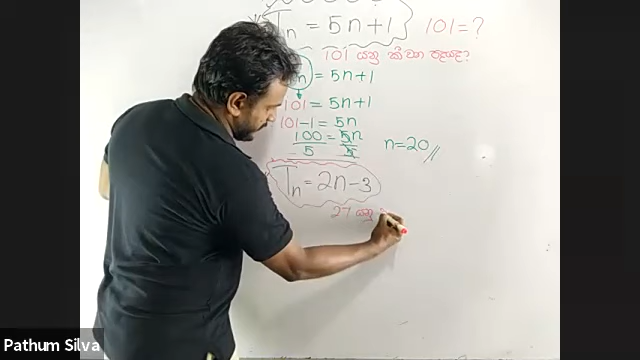 Tn = 5n+1 101=?
101 යනු කී වන පදයද?
= 5n+1
101 = 5n+1
101-1 = 5n
100 = 5n
5 5
n=20 //
Tn = 2n-3
27 යනු
Pathum Silva